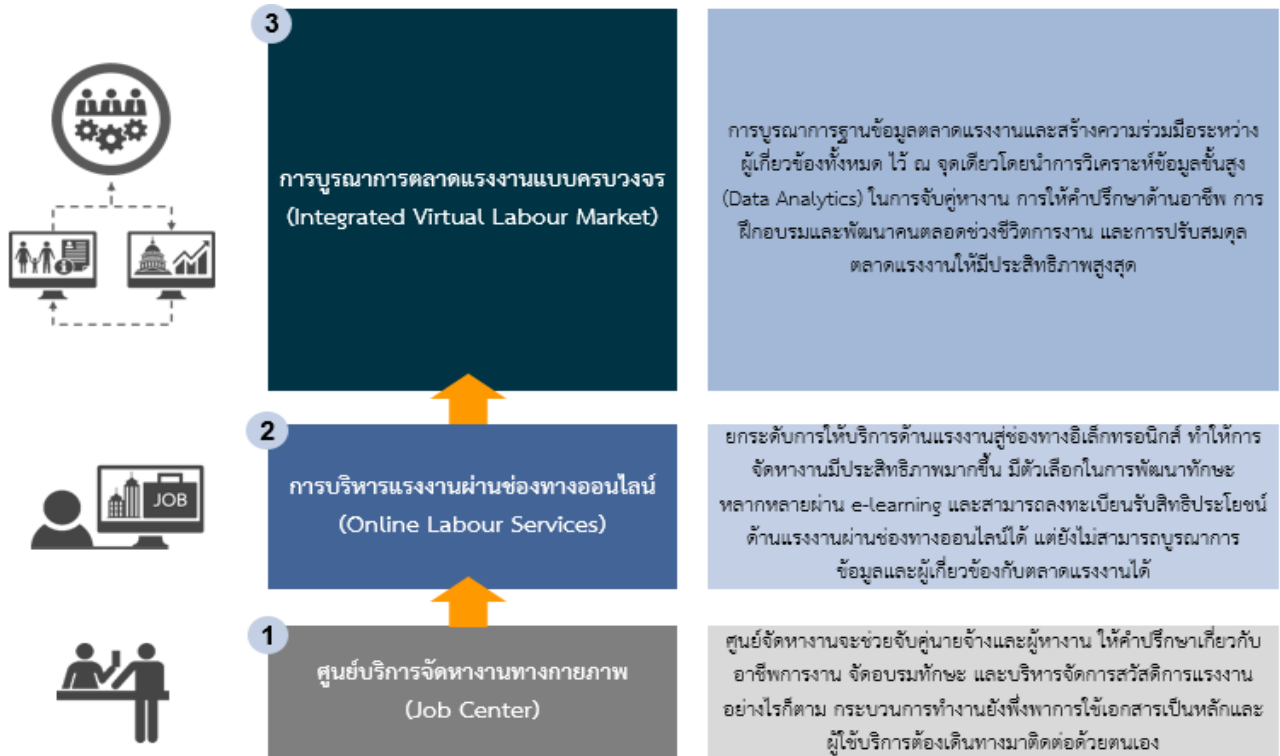 3
การบูรณาการตลาดแรงงานแบบครบวงจร
(Integrated Virtual Labour Market)
การบูรณาการฐานข้อมูลตลาดแรงงานและสร้างความร่วมมือระหว่าง
ผู้เกี่ยวข้องทั้งหมด ไว้ ณ จุดเดียวโดยนำการวิเคราะห์ข้อมูลขั้นสูง
(Data Analytics) ในการจับคู่หางาน การให้คำปรึกษาด้านอาชีพ การ
ฝึกอบรมและพัฒนาคนตลอดช่วงชีวิตการงาน และการปรับสมดุล
ตลาดแรงงานให้มีประสิทธิภาพสูงสุด
2
JOB
การบริหารแรงงานผ่านช่องทางออนไลน์
(Online Labour Services)
ยกระดับการให้บริการด้านแรงงานสู่ช่องทางอิเล็กทรอนิกส์ ทำให้การ
จัดหางานมีประสิทธิภาพมากขึ้น มีตัวเลือกในการพัฒนาทักษะ
หลากหลายผ่าน e-learning และสามารถลงทะเบียนรับสิทธิประโยชน์
ด้านแรงงานผ่านช่องทางออนไลน์ได้ แต่ยังไม่สามารถบูรณาการ
ข้อมูลและผู้เกี่ยวข้องกับตลาดแรงงานได้
1
ศูนย์บริการจัดหางานทางกายภาพ
(Job Center)
ศูนย์จัดหางานจะช่วยจับคู่นายจ้างและผู้หางาน ให้คำปรึกษาเกี่ยวกับ
อาชีพการงาน จัดอบรมทักษะ และบริหารจัดการสวัสดิการแรงงาน
อย่างไรก็ตาม กระบวนการทำงานยังพึ่งพาการใช้เอกสารเป็นหลักและ
ผู้ใช้บริการต้องเดินทางมาติดต่อด้วยตนเอง